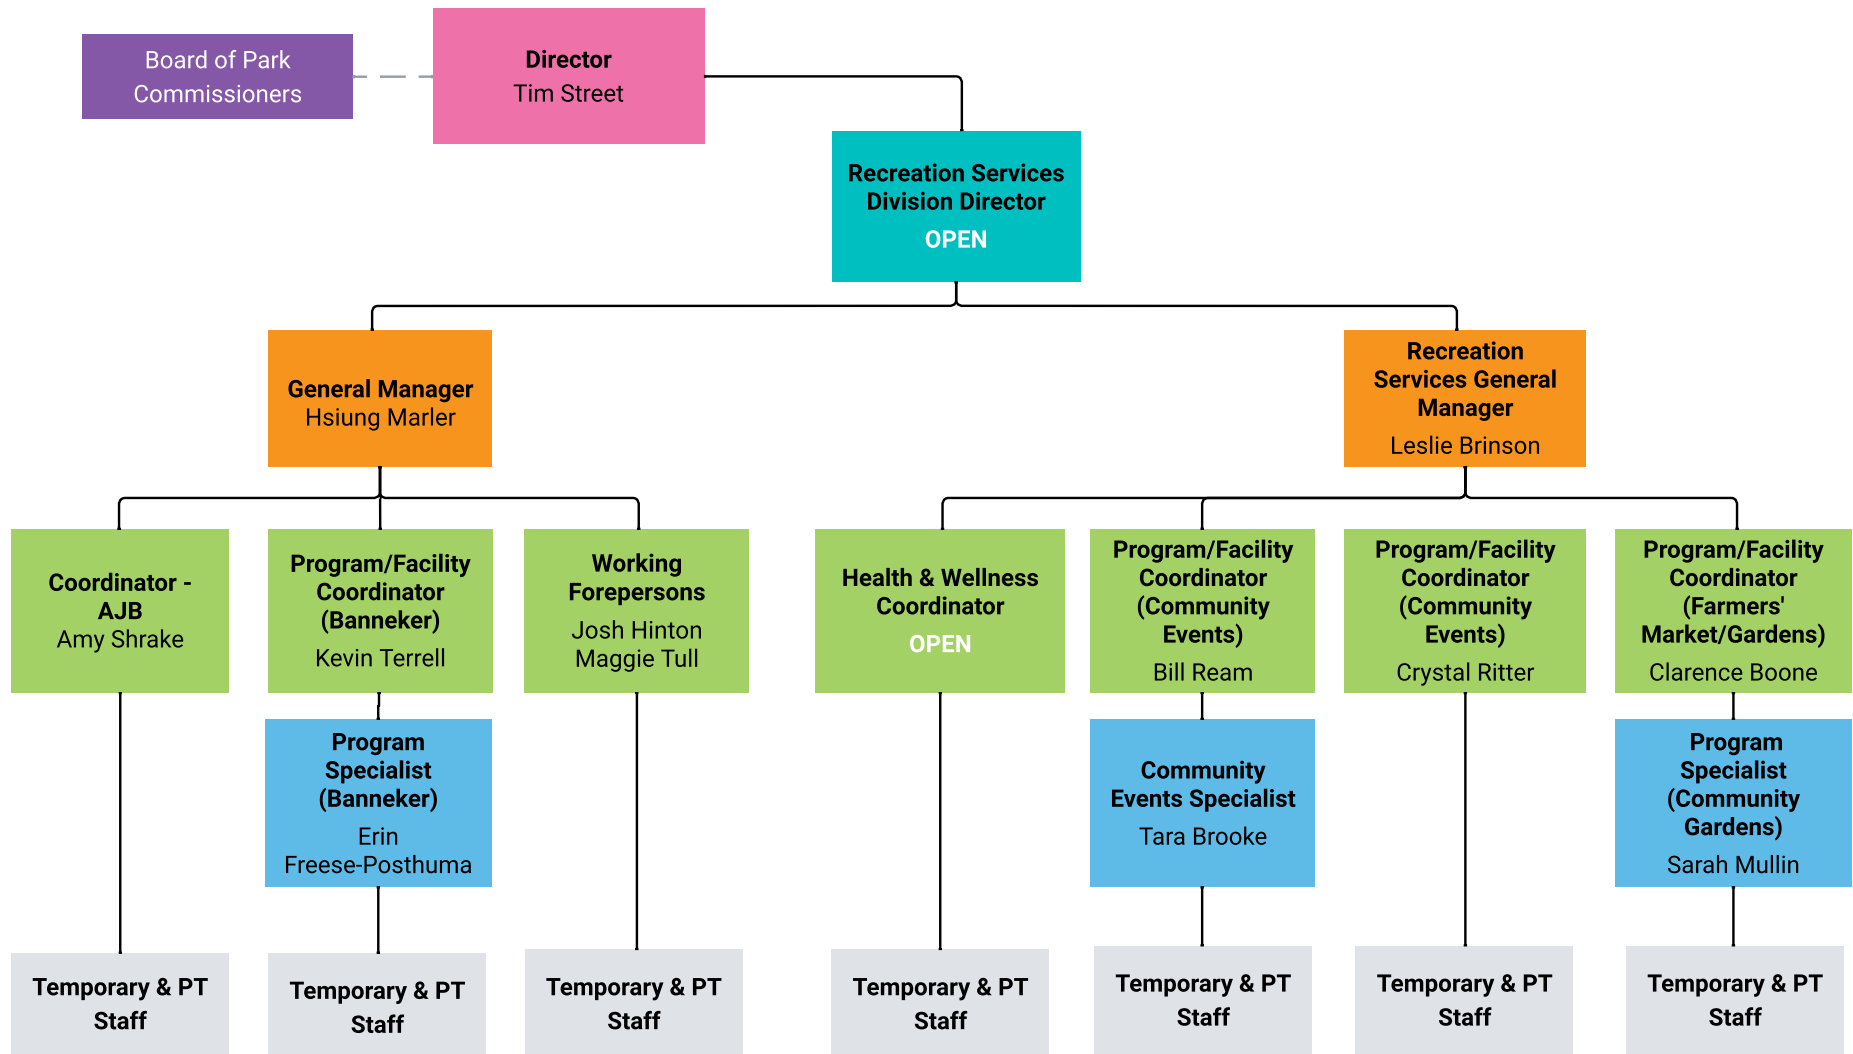 Board of Park
Commissioners
Director
Tim Street
Recreation Services
Division Director
OPEN
General Manager
Hsiung Marler
Recreation
Services General
Manager
Leslie Brinson
Coordinator -
AJB
Amy Shrake
Program/Facility
Coordinator
(Banneker)
Kevin Terrell
Working
Forepersons
Josh Hinton
Maggie Tull
Health & Wellness
Coordinator
OPEN
Program/Facility
Coordinator
(Community
Events)
Bill Ream
Program/Facility
Coordinator
(Community
Events)
Crystal Ritter
Program/Facility
Coordinator
(Farmers'
Market/Gardens)
Clarence Boone
Program
Specialist
(Banneker)
Erin
Freese-Posthuma
Community
Events Specialist
Tara Brooke
Program
Specialist
(Community
Gardens)
Sarah Mullin
Temporary & PT
Staff
Temporary & PT
Staff
Temporary & PT
Staff
Temporary & PT
Staff
Temporary & PT
Staff
Temporary & PT
Staff
Temporary & PT
Staff